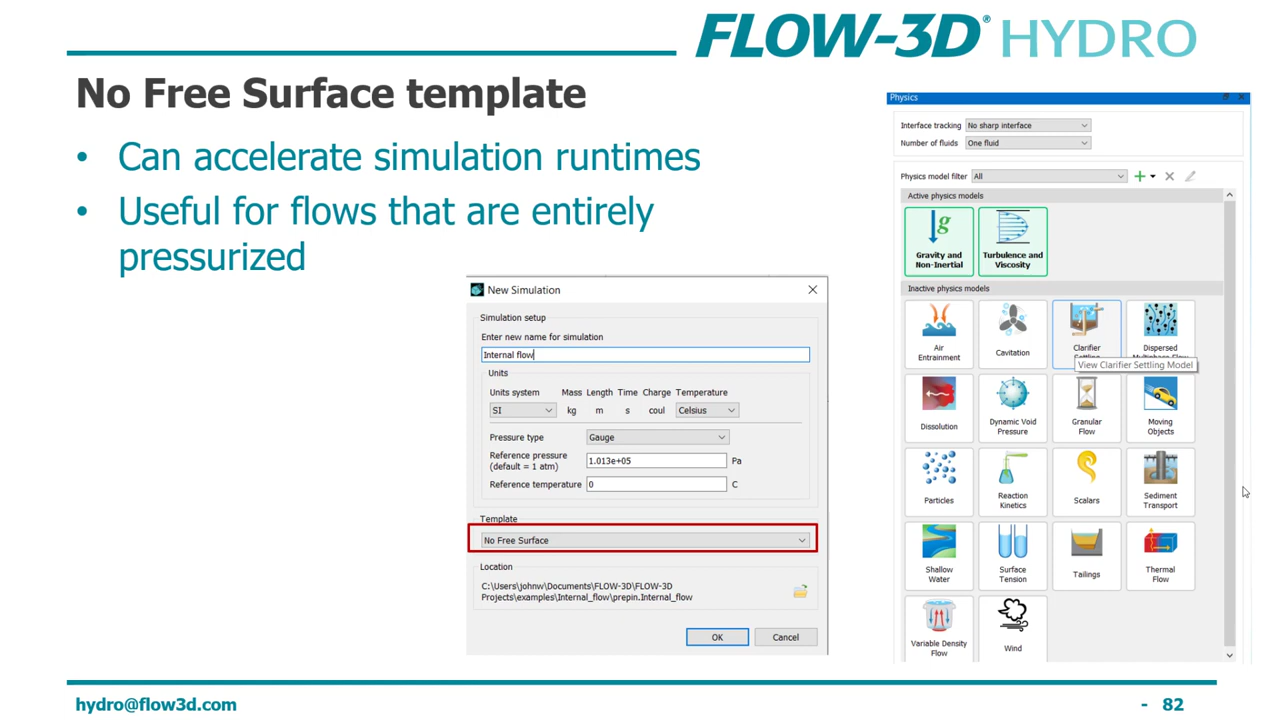 FLOW-3D® HYDRO
No Free Surface template
• Can accelerate simulation runtimes
• Useful for flows that are entirely
pressurized
New Simulation
Simulation setup
Enter new name for simulation
Internal flow
Units
Units system Mass Length Time Charge Temperature
SI kg m s coul Celsius
Pressure type Gauge
Reference pressure
(default = 1 atm) 1.013e+05 Pa
Reference temperature 0 C
Template
No Free Surface
Location
C:\Users\johnw\Documents\FLOW-3D\FLOW-3D
Projects\examples\Internal_flow\prepin.Internal_flow
OK Cancel
Physics
Interface tracking No sharp interface
Number of fluids One fluid
Physics model filter All
Active physics models
g
Gravity and
Non-Inertial
Turbulence and
Viscosity
Inactive physics models
Air
Entrainment
Cavitation
Clarifier
Settling
Dispersed
Multiphase Flow
View Clarifier Settling Model
Dissolution
Dynamic Void
Pressure
Granular
Flow
Moving
Objects
Particles
Reaction
Kinetics
Scalars
Sediment
Transport
Shallow
Water
Surface
Tension
Tailings
Thermal
Flow
Variable Density
Flow
Wind
hydro@flow3d.com
- 82